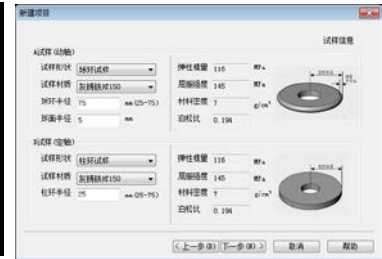 新建项目
试样信息
A试样(动轴)
试样形状 球环试样
试样材质 灰铸铁HT150
球环半径 75 mm(25-75)
球面半径 5 mm
弹性模量 116 MPa
屈服强度 145 MPa
材料密度 7 g/cm³
泊松比 0.194
B试样(定轴)
试样形状 柱环试样
试样材质 灰铸铁HT150
柱环半径 25 mm(25-75)
弹性模量 116 MPa
屈服强度 145 MPa
材料密度 7 g/cm³
泊松比 0.194
<上一步(B) 下一步(N)> 取消 帮助